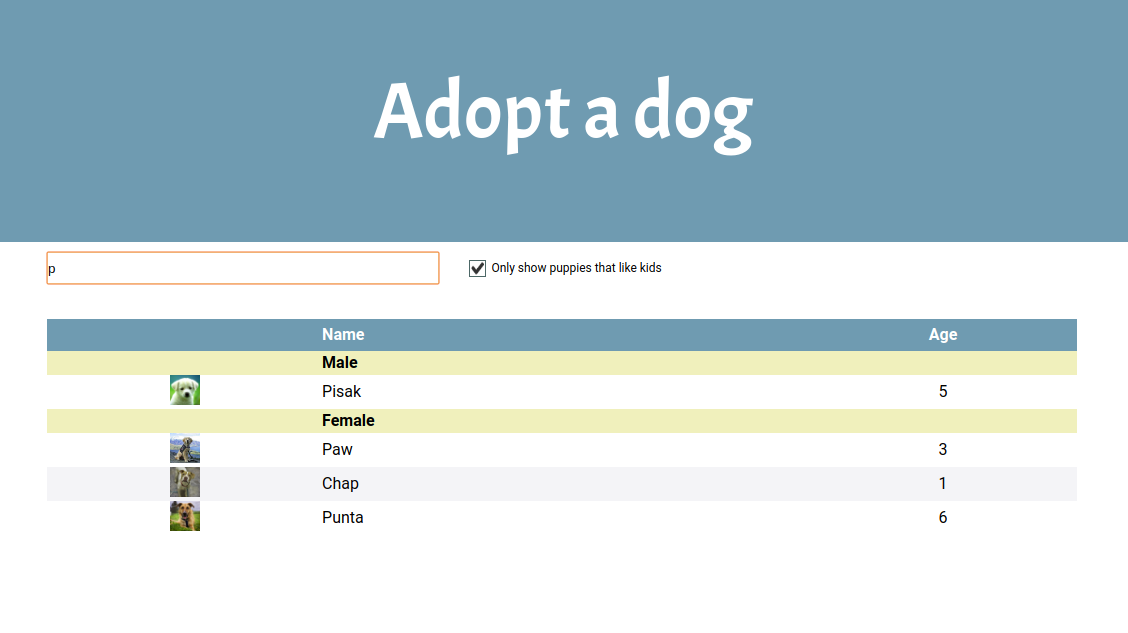 Adopt a dog
p
Only show puppies that like kids
Name Age
Male
Pisak 5
Female
Paw 3
Chap 1
Punta 6